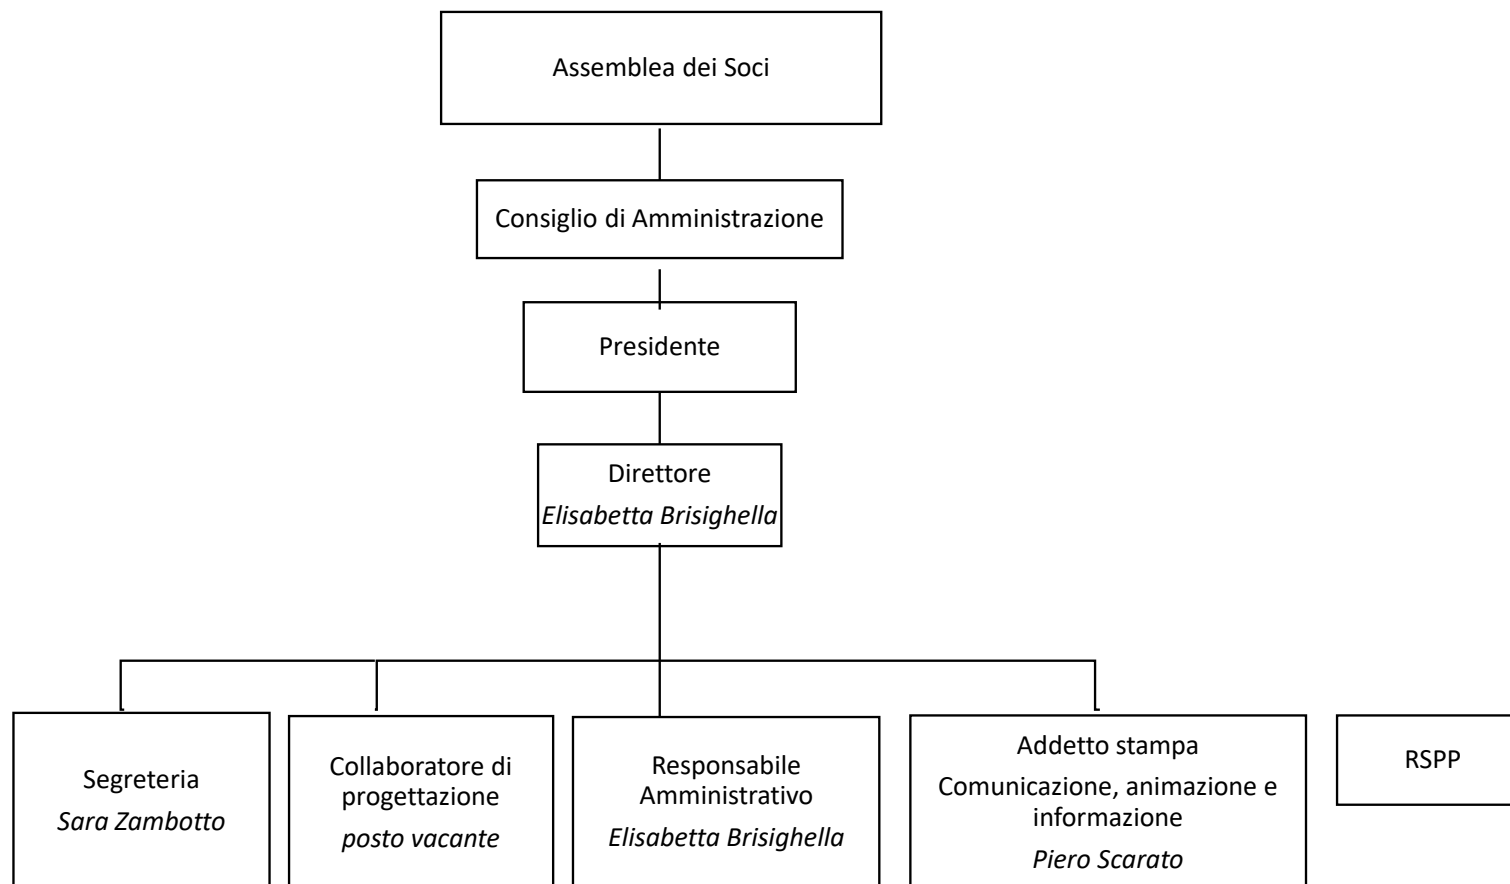 Assemblea dei Soci
Consiglio di Amministrazione
Presidente
Direttore
Elisabetta Brisighella
Segreteria
Sara Zambotto
Collaboratore di
progettazione
posto vacante
Responsabile
Amministrativo
Elisabetta Brisighella
Addetto stampa
Comunicazione, animazione e
informazione
Piero Scarato
RSPP